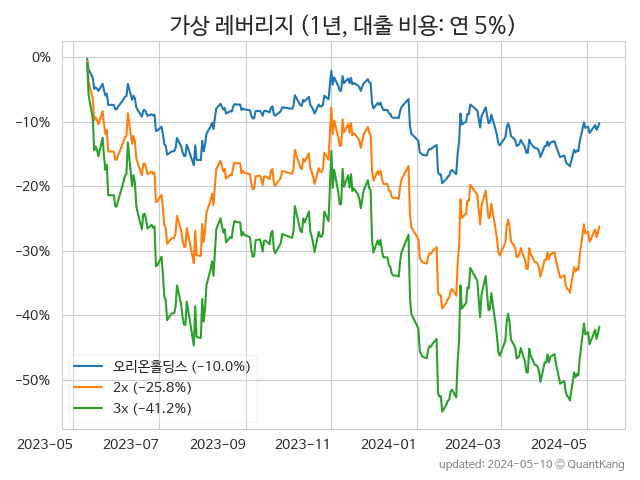 가상 레버리지 (1년, 대출 비용: 연 5%)
0%
−10%
−20%
−30%
−40%
−50%
오리온홀딩스 (−10.0%)
2x (−25.8%)
3x (−41.2%)
2023-05
2023-07
2023-09
2023-11
2024-01
2024-03
2024-05
updated: 2024-05-10 © QuantKang